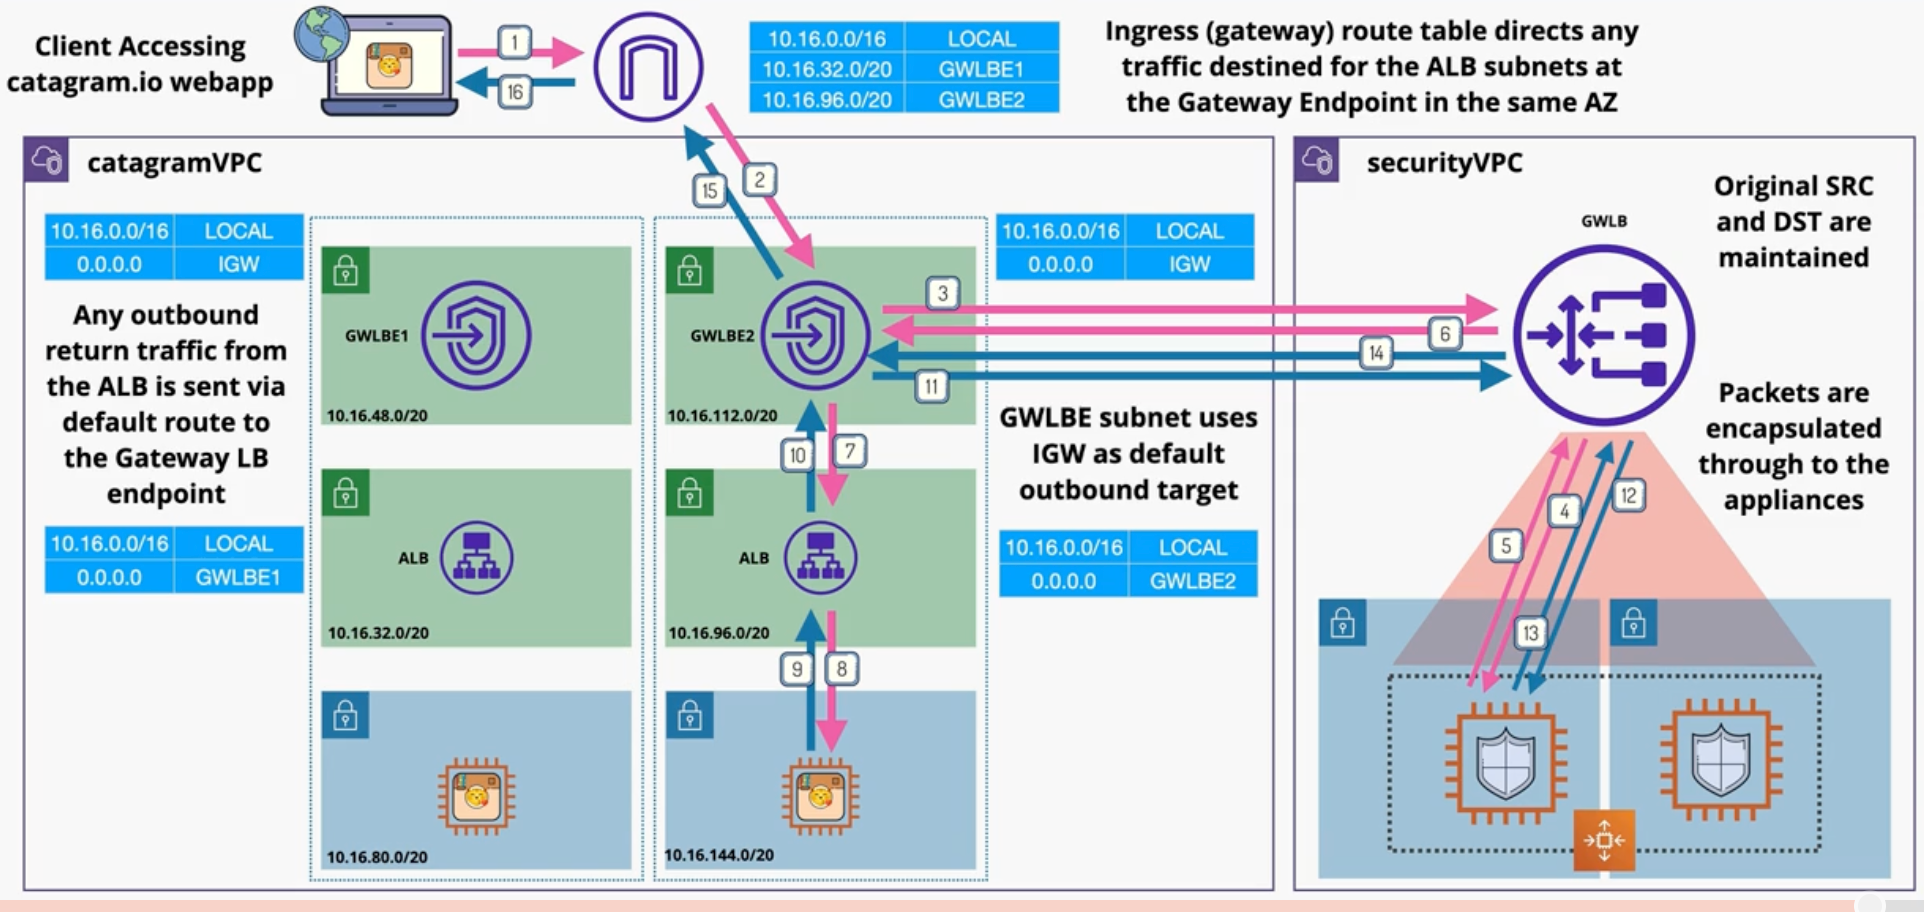 Client Accessing
catagram.io webapp
1
16
10.16.0.0/16 LOCAL
10.16.32.0/20 GWLBE1
10.16.96.0/20 GWLBE2
Ingress (gateway) route table directs any
traffic destined for the ALB subnets at
the Gateway Endpoint in the same AZ
catagramVPC
15
2
10.16.0.0/16 LOCAL
0.0.0.0 IGW
Any outbound
return traffic from
the ALB is sent via
default route to
the Gateway LB
endpoint
10.16.0.0/16 LOCAL
0.0.0.0 GWLBE1
GWLBE1
10.16.48.0/20
ALB
10.16.32.0/20
10.16.80.0/20
GWLBE2
10.16.112.0/20
10
7
ALB
10.16.96.0/20
9
8
10.16.144.0/20
10.16.0.0/16 LOCAL
0.0.0.0 IGW
3
6
14
11
GWLBE subnet uses
IGW as default
outbound target
10.16.0.0/16 LOCAL
0.0.0.0 GWLBE2
securityVPC
GWLB
Original SRC
and DST are
maintained
Packets are
encapsulated
through to the
appliances
12
4
5
13